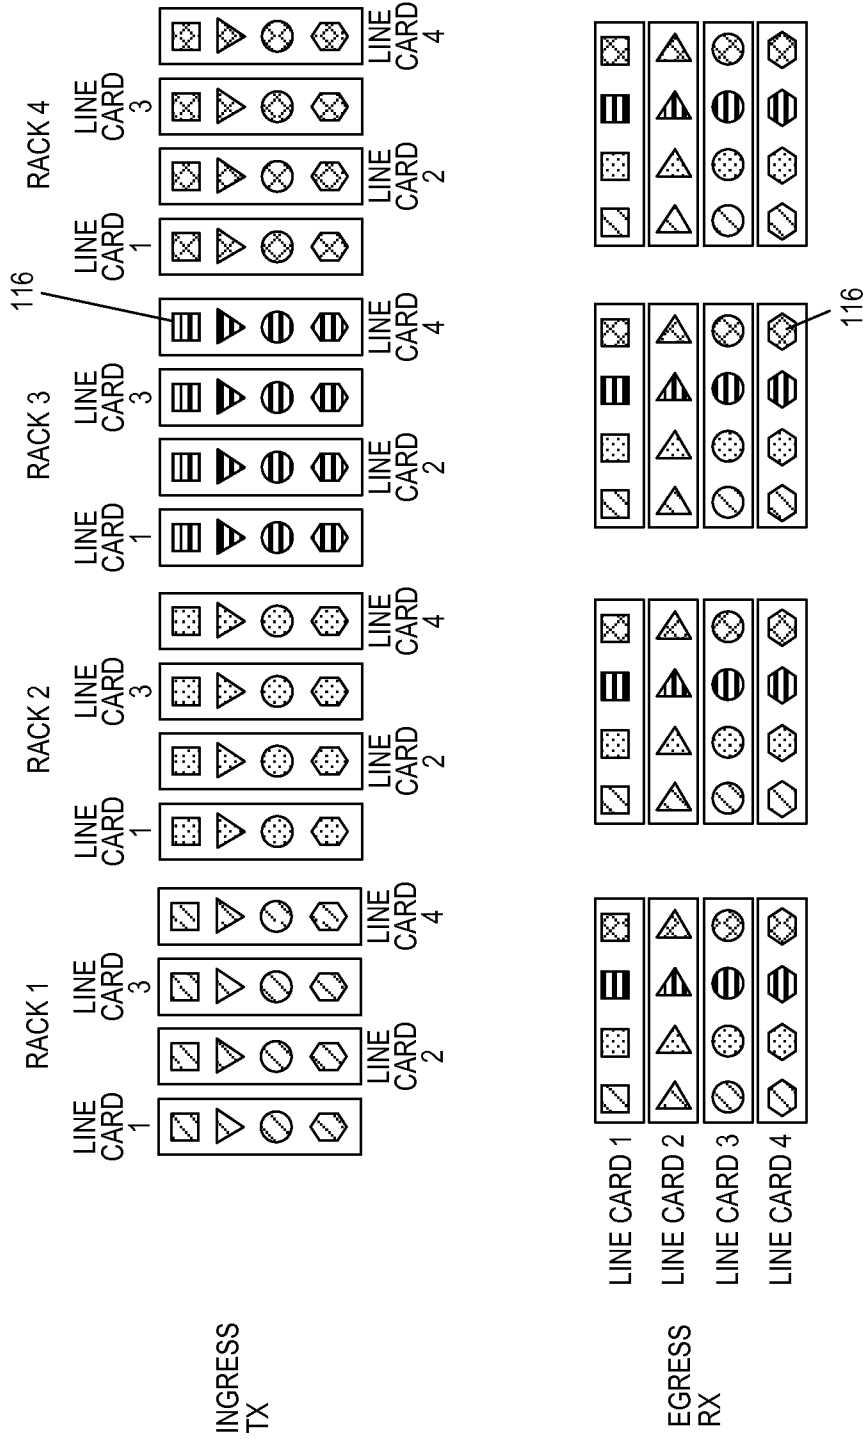 RACK 1
RACK 2
RACK 3
RACK 4
116
LINE
CARD
1
LINE
CARD
3
LINE
CARD
1
LINE
CARD
3
LINE
CARD
1
LINE
CARD
3
LINE
CARD
1
LINE
CARD
3
INGRESS
TX
LINE
CARD
2
LINE
CARD
4
LINE
CARD
2
LINE
CARD
4
LINE
CARD
2
LINE
CARD
4
LINE
CARD
2
LINE
CARD
4
EGRESS
RX
LINE CARD 1
LINE CARD 2
LINE CARD 3
LINE CARD 4
116